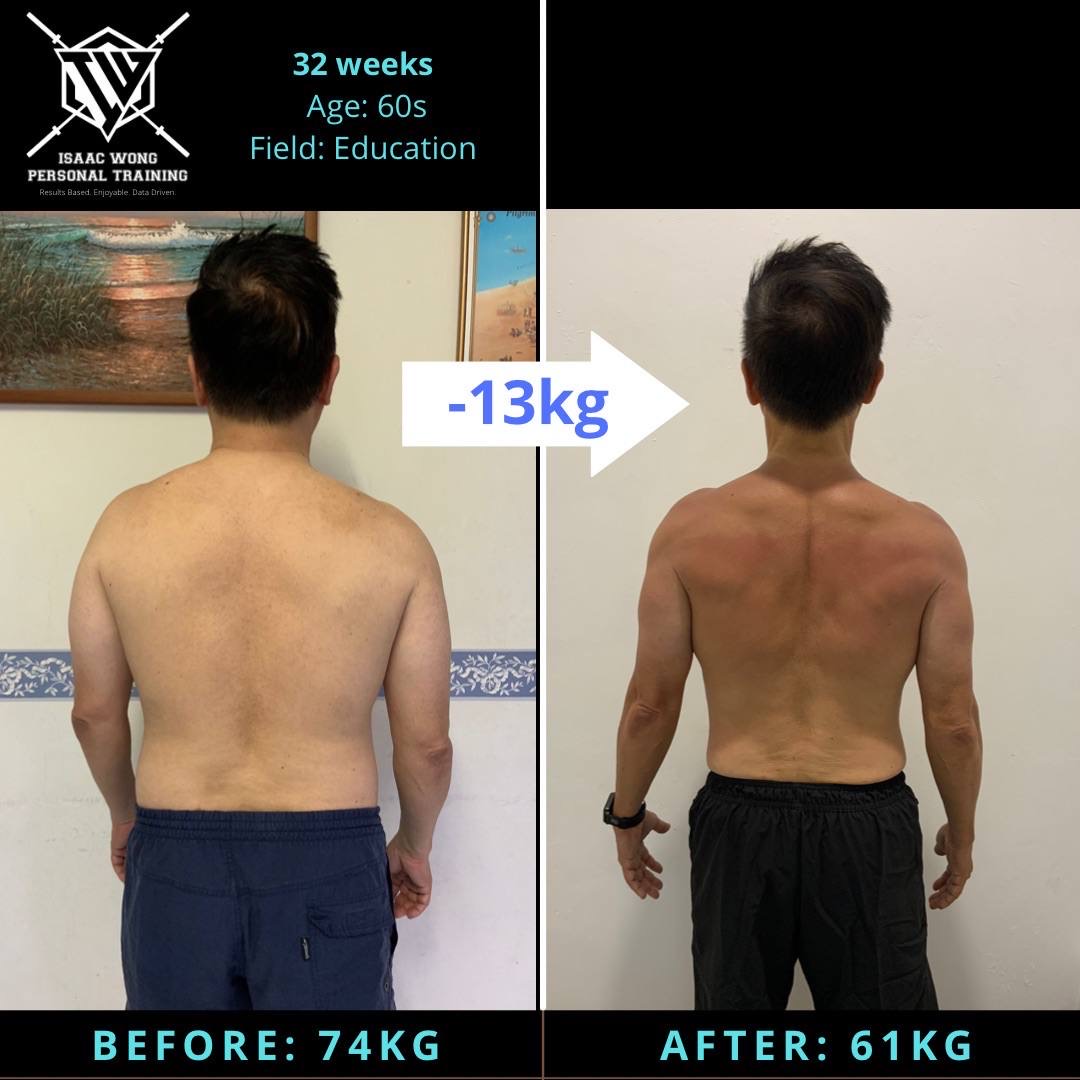 32 weeks
Age: 60s
Field: Education
ISAAC WONG
PERSONAL TRAINING
Results Based. Enjoyable. Data Driven.
Pilgrim
-13kg
BEFORE: 74KG
AFTER: 61KG